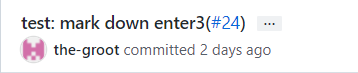 test: mark down enter3(#24) ...
the-groot committed 2 days ago